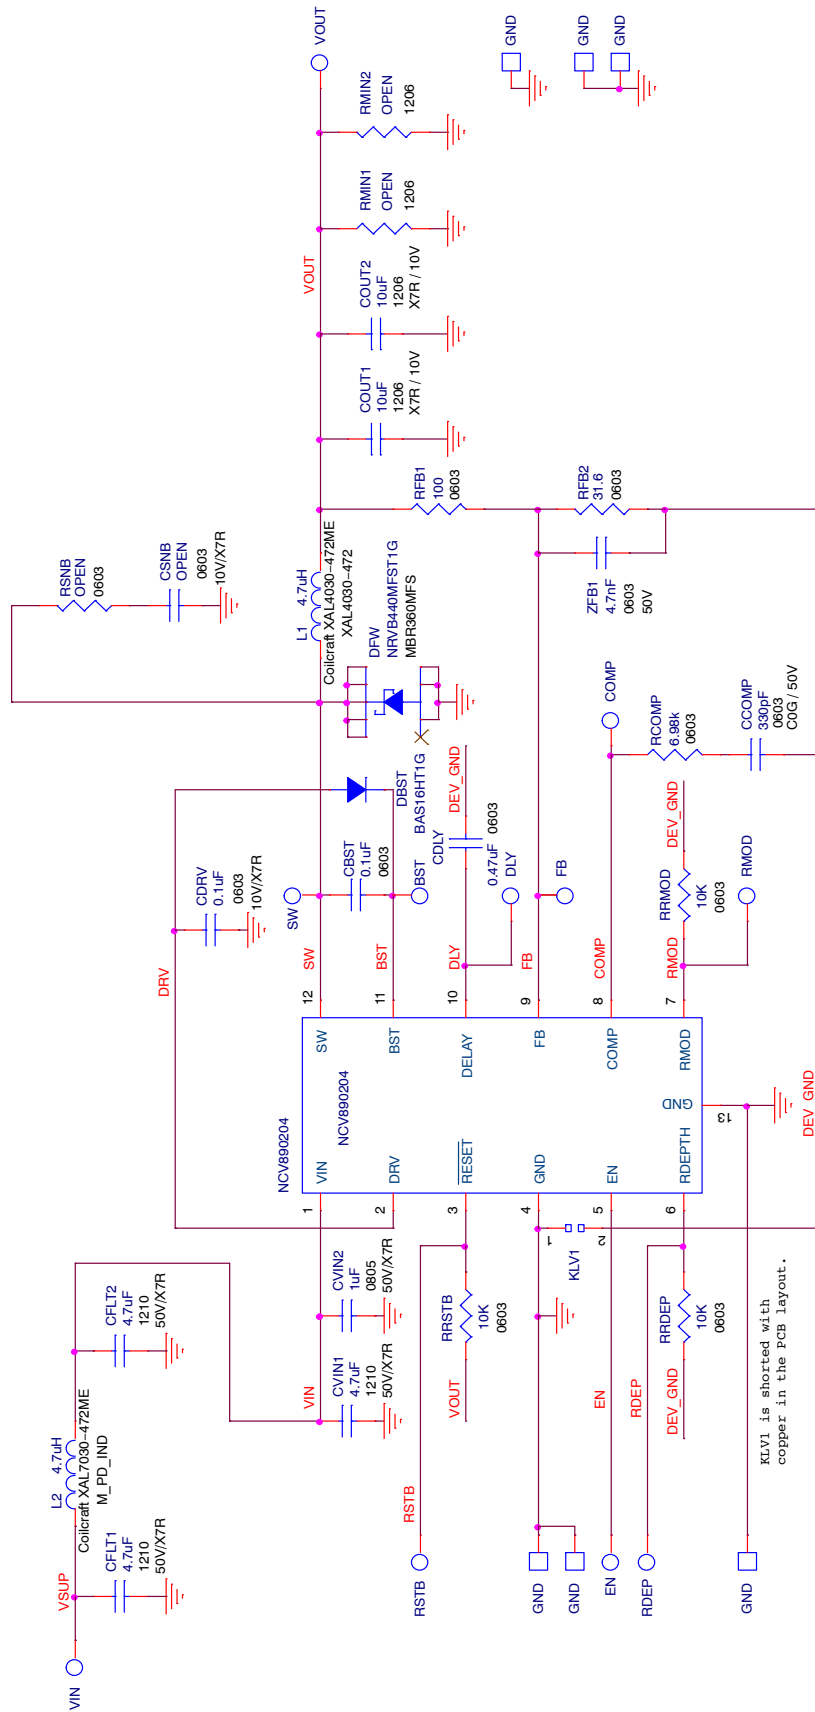 VIN
VSUP
CFLT1
4.7uF
1210
50V/X7R
L2 4.7uH
Coilcraft XAL7030-472ME
M_PD_IND
CFLT2
4.7uF
1210
50V/X7R
DRV
CDRV
0.1uF
0603
10V/X7R
RSNB
OPEN
0603
CSNB
OPEN
0603
10V/X7R
VIN
CVIN1
4.7uF
1210
50V/X7R
CVIN2
1uF
0805
50V/X7R
NCV890204
NCV890204
1
VIN
2
DRV
3
RESET
4
GND
5
EN
6
RDEPTH
12
SW
11
BST
10
DELAY
9
FB
8
COMP
7
RMOD
13
GND
DEV_GND
SW
SW
CBST
0.1uF
0603
BST
BST
DBST
BAS16HT1G
L1 4.7uH
Coilcraft XAL4030-472ME
XAL4030-472
DFW
NRVB440MFST1G
MBR360MFS
VOUT
COUT1
10uF
1206
X7R / 10V
COUT2
10uF
1206
X7R / 10V
RMIN1
OPEN
1206
RMIN2
OPEN
1206
VOUT
GND
GND
GND
RSTB
RSTB
RRSTB
10K
0603
VOUT
DLY
CDLY
0.47uF
0603
DEV_GND
DLY
FB
FB
RFB1
100
0603
RFB2
31.6
0603
ZFB1
4.7nF
0603
50V
COMP
COMP
RCOMP
6.98k
0603
CCOMP
330pF
0603
C0G / 50V
RMOD
RRMOD
10K
0603
DEV_GND
RMOD
GND
GND
1
2
KLV1
EN
EN
RDEP
RDEP
RRDEP
10K
0603
DEV_GND
GND
KLV1 is shorted with
copper in the PCB layout.